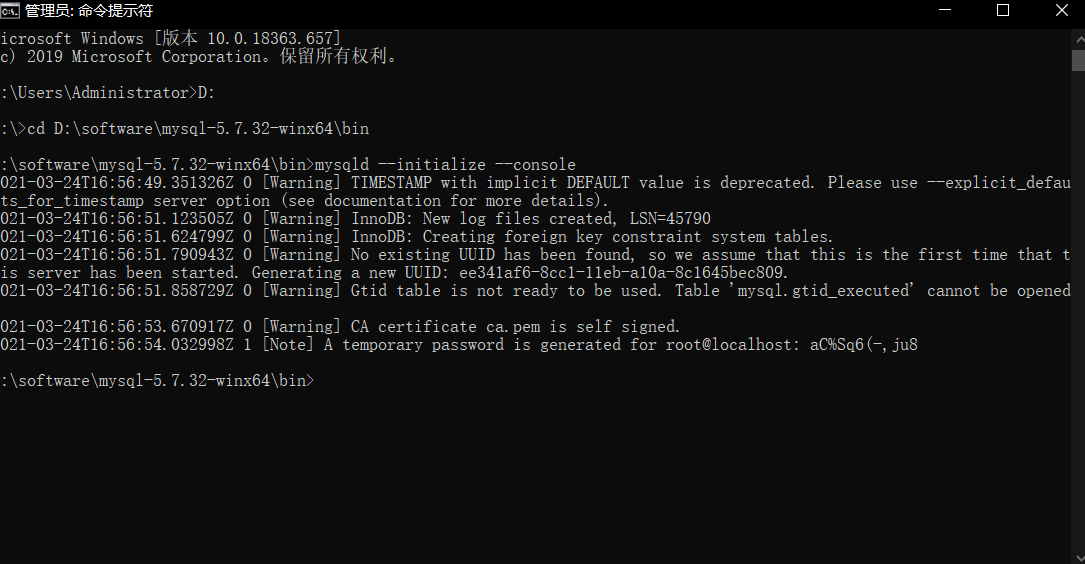 管理员: 命令提示符
icrosoft Windows [版本 10.0.18363.657]
c) 2019 Microsoft Corporation。保留所有权利。
:\Users\Administrator>D:
:\>cd D:\software\mysql-5.7.32-winx64\bin
:\software\mysql-5.7.32-winx64\bin>mysqld --initialize --console
021-03-24T16:56:49.351326Z 0 [Warning] TIMESTAMP with implicit DEFAULT value is deprecated. Please use --explicit_defau
ts_for_timestamp server option (see documentation for more details).
021-03-24T16:56:51.123505Z 0 [Warning] InnoDB: New log files created, LSN=45790
021-03-24T16:56:51.624799Z 0 [Warning] InnoDB: Creating foreign key constraint system tables.
021-03-24T16:56:51.790943Z 0 [Warning] No existing UUID has been found, so we assume that this is the first time that t
is server has been started. Generating a new UUID: ee341af6-8cc1-11eb-a10a-8c1645bec809.
021-03-24T16:56:51.858729Z 0 [Warning] Gtid table is not ready to be used. Table 'mysql.gtid_executed' cannot be opened
021-03-24T16:56:53.670917Z 0 [Warning] CA certificate ca.pem is self signed.
021-03-24T16:56:54.032998Z 1 [Note] A temporary password is generated for root@localhost: aC%Sq6(-,ju8
:\software\mysql-5.7.32-winx64\bin>